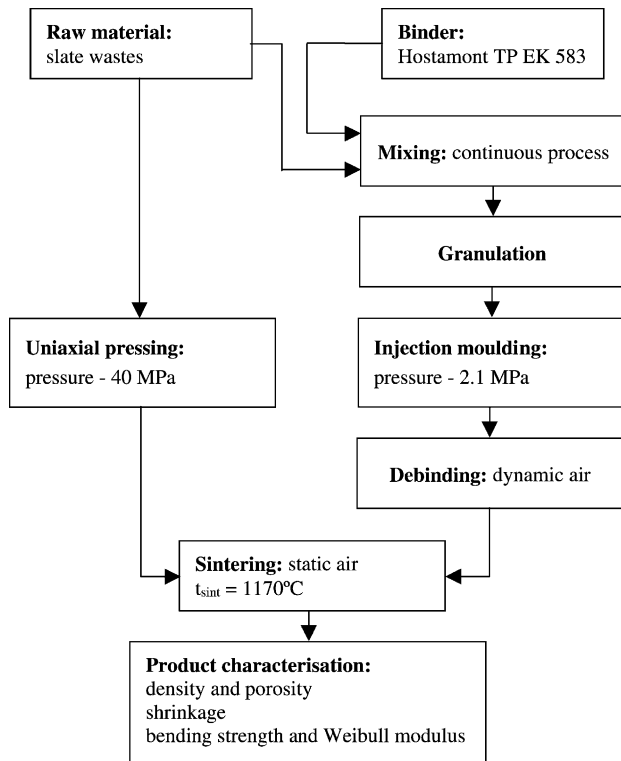 Raw material:
slate wastes
Binder:
Hostamont TP EK 583
Mixing: continuous process
Granulation
Uniaxial pressing:
pressure - 40 MPa
Injection moulding:
pressure - 2.1 MPa
Debinding: dynamic air
Sintering: static air
tsint = 1170ºC
Product characterisation:
density and porosity
shrinkage
bending strength and Weibull modulus